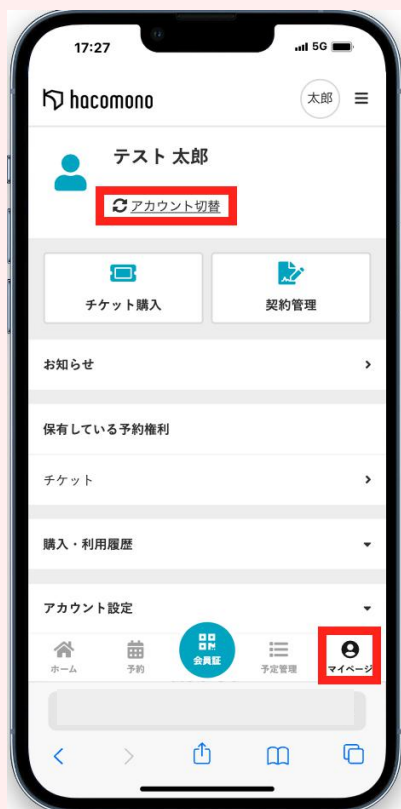 17:27
5G
hacomono
太郎
テスト 太郎
アカウント切替
チケット購入
契約管理
お知らせ
保有している予約権利
チケット
購入・利用履歴
アカウント設定
ホーム
予約
会員証
予定管理
マイページ